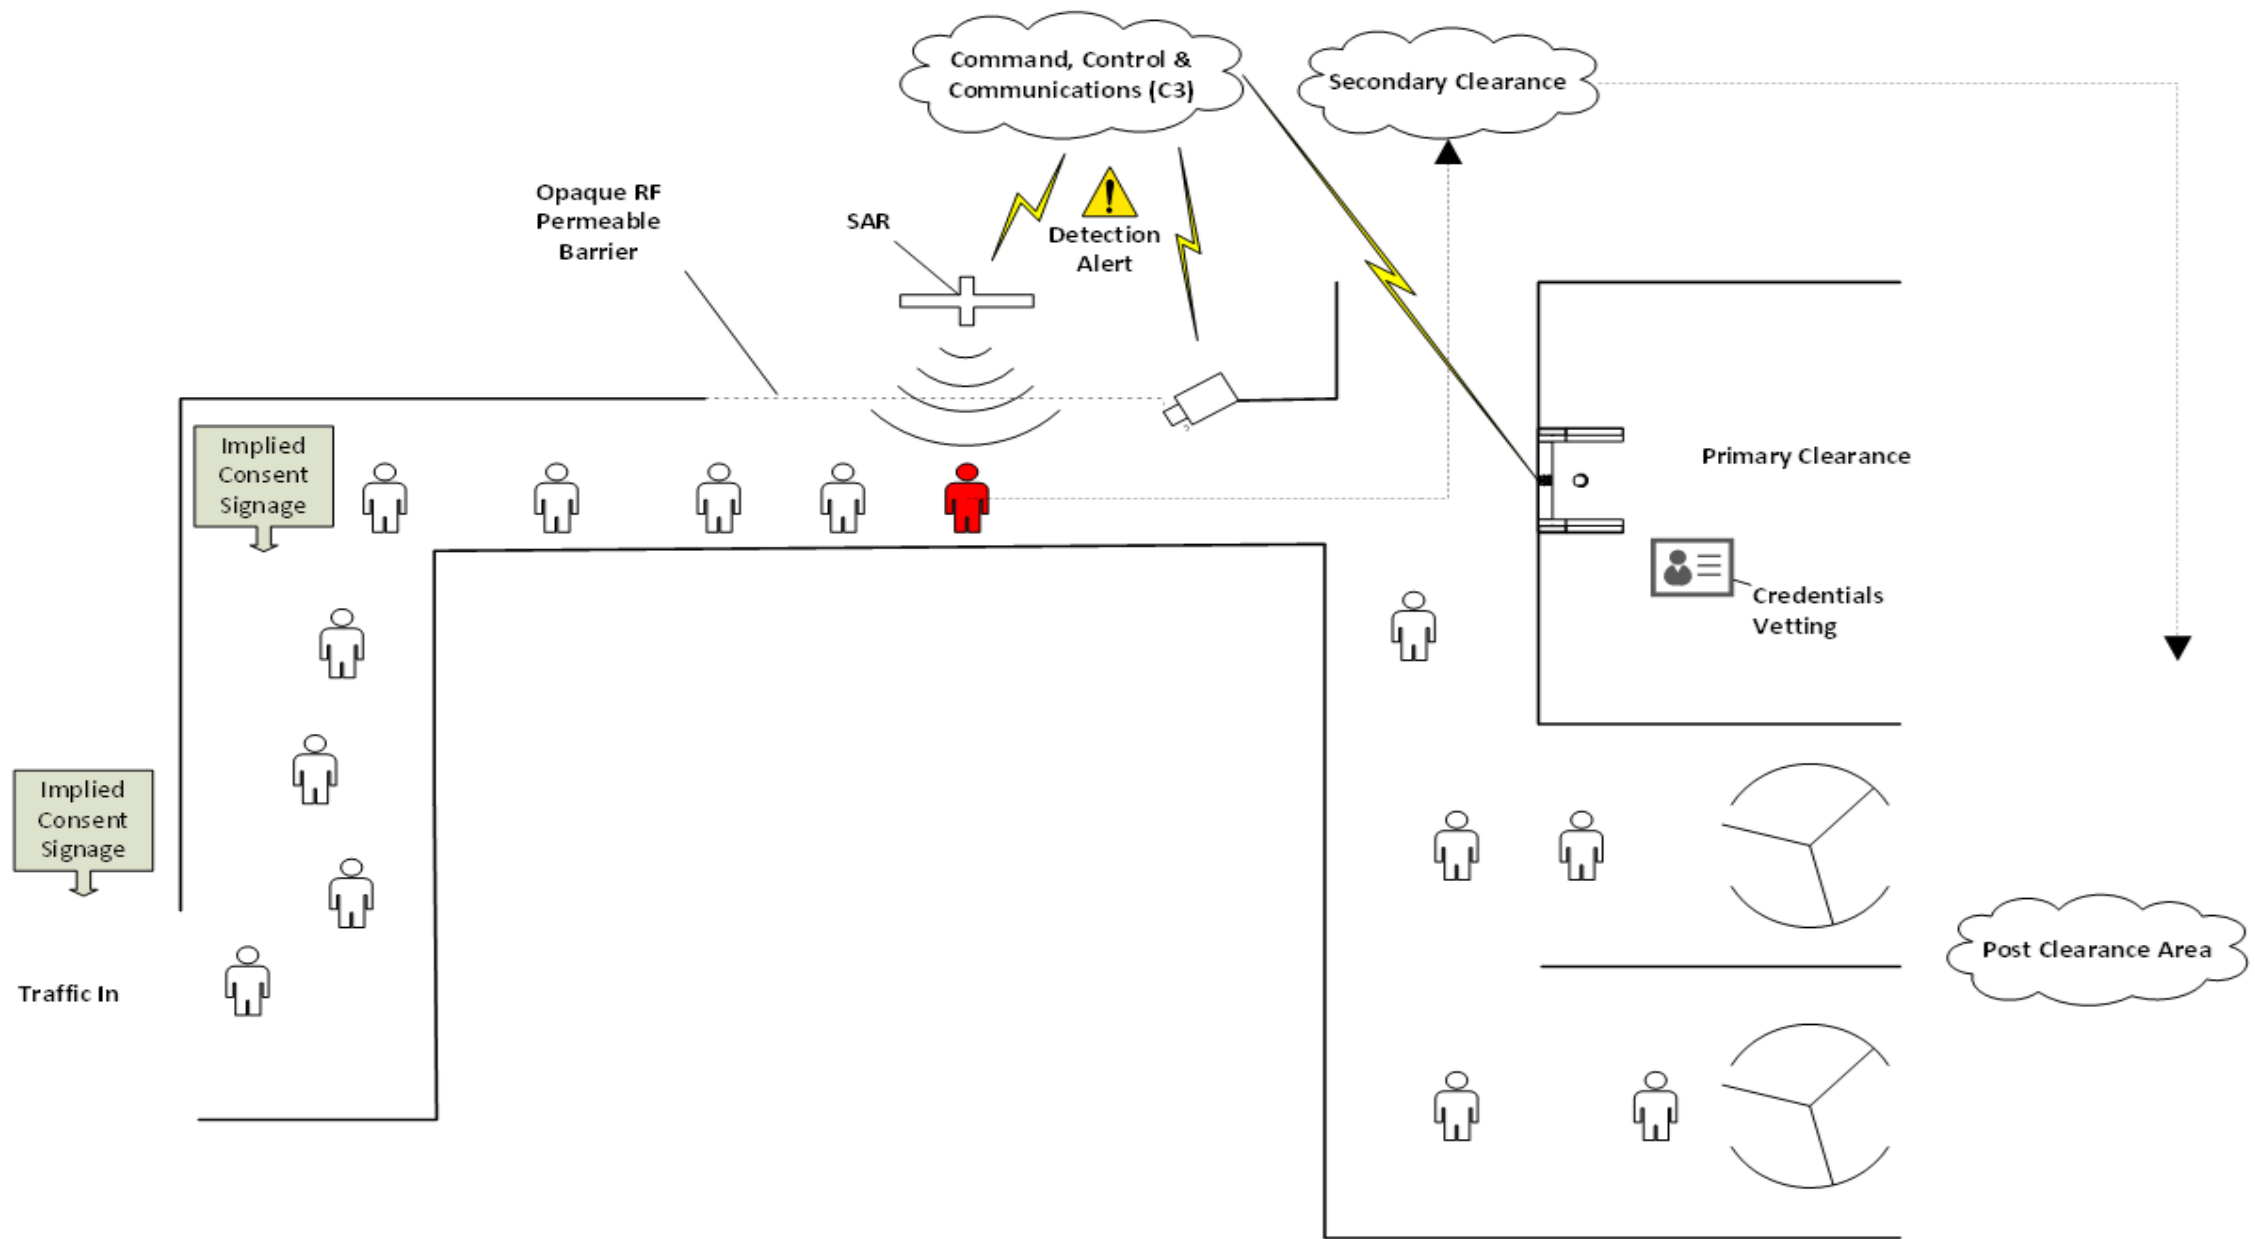 Command, Control &
Communications (C3)
Secondary Clearance
Opaque RF
Permeable
Barrier
SAR
Detection
Alert
Implied
Consent
Signage
Primary Clearance
Credentials
Vetting
Implied
Consent
Signage
Post Clearance Area
Traffic In